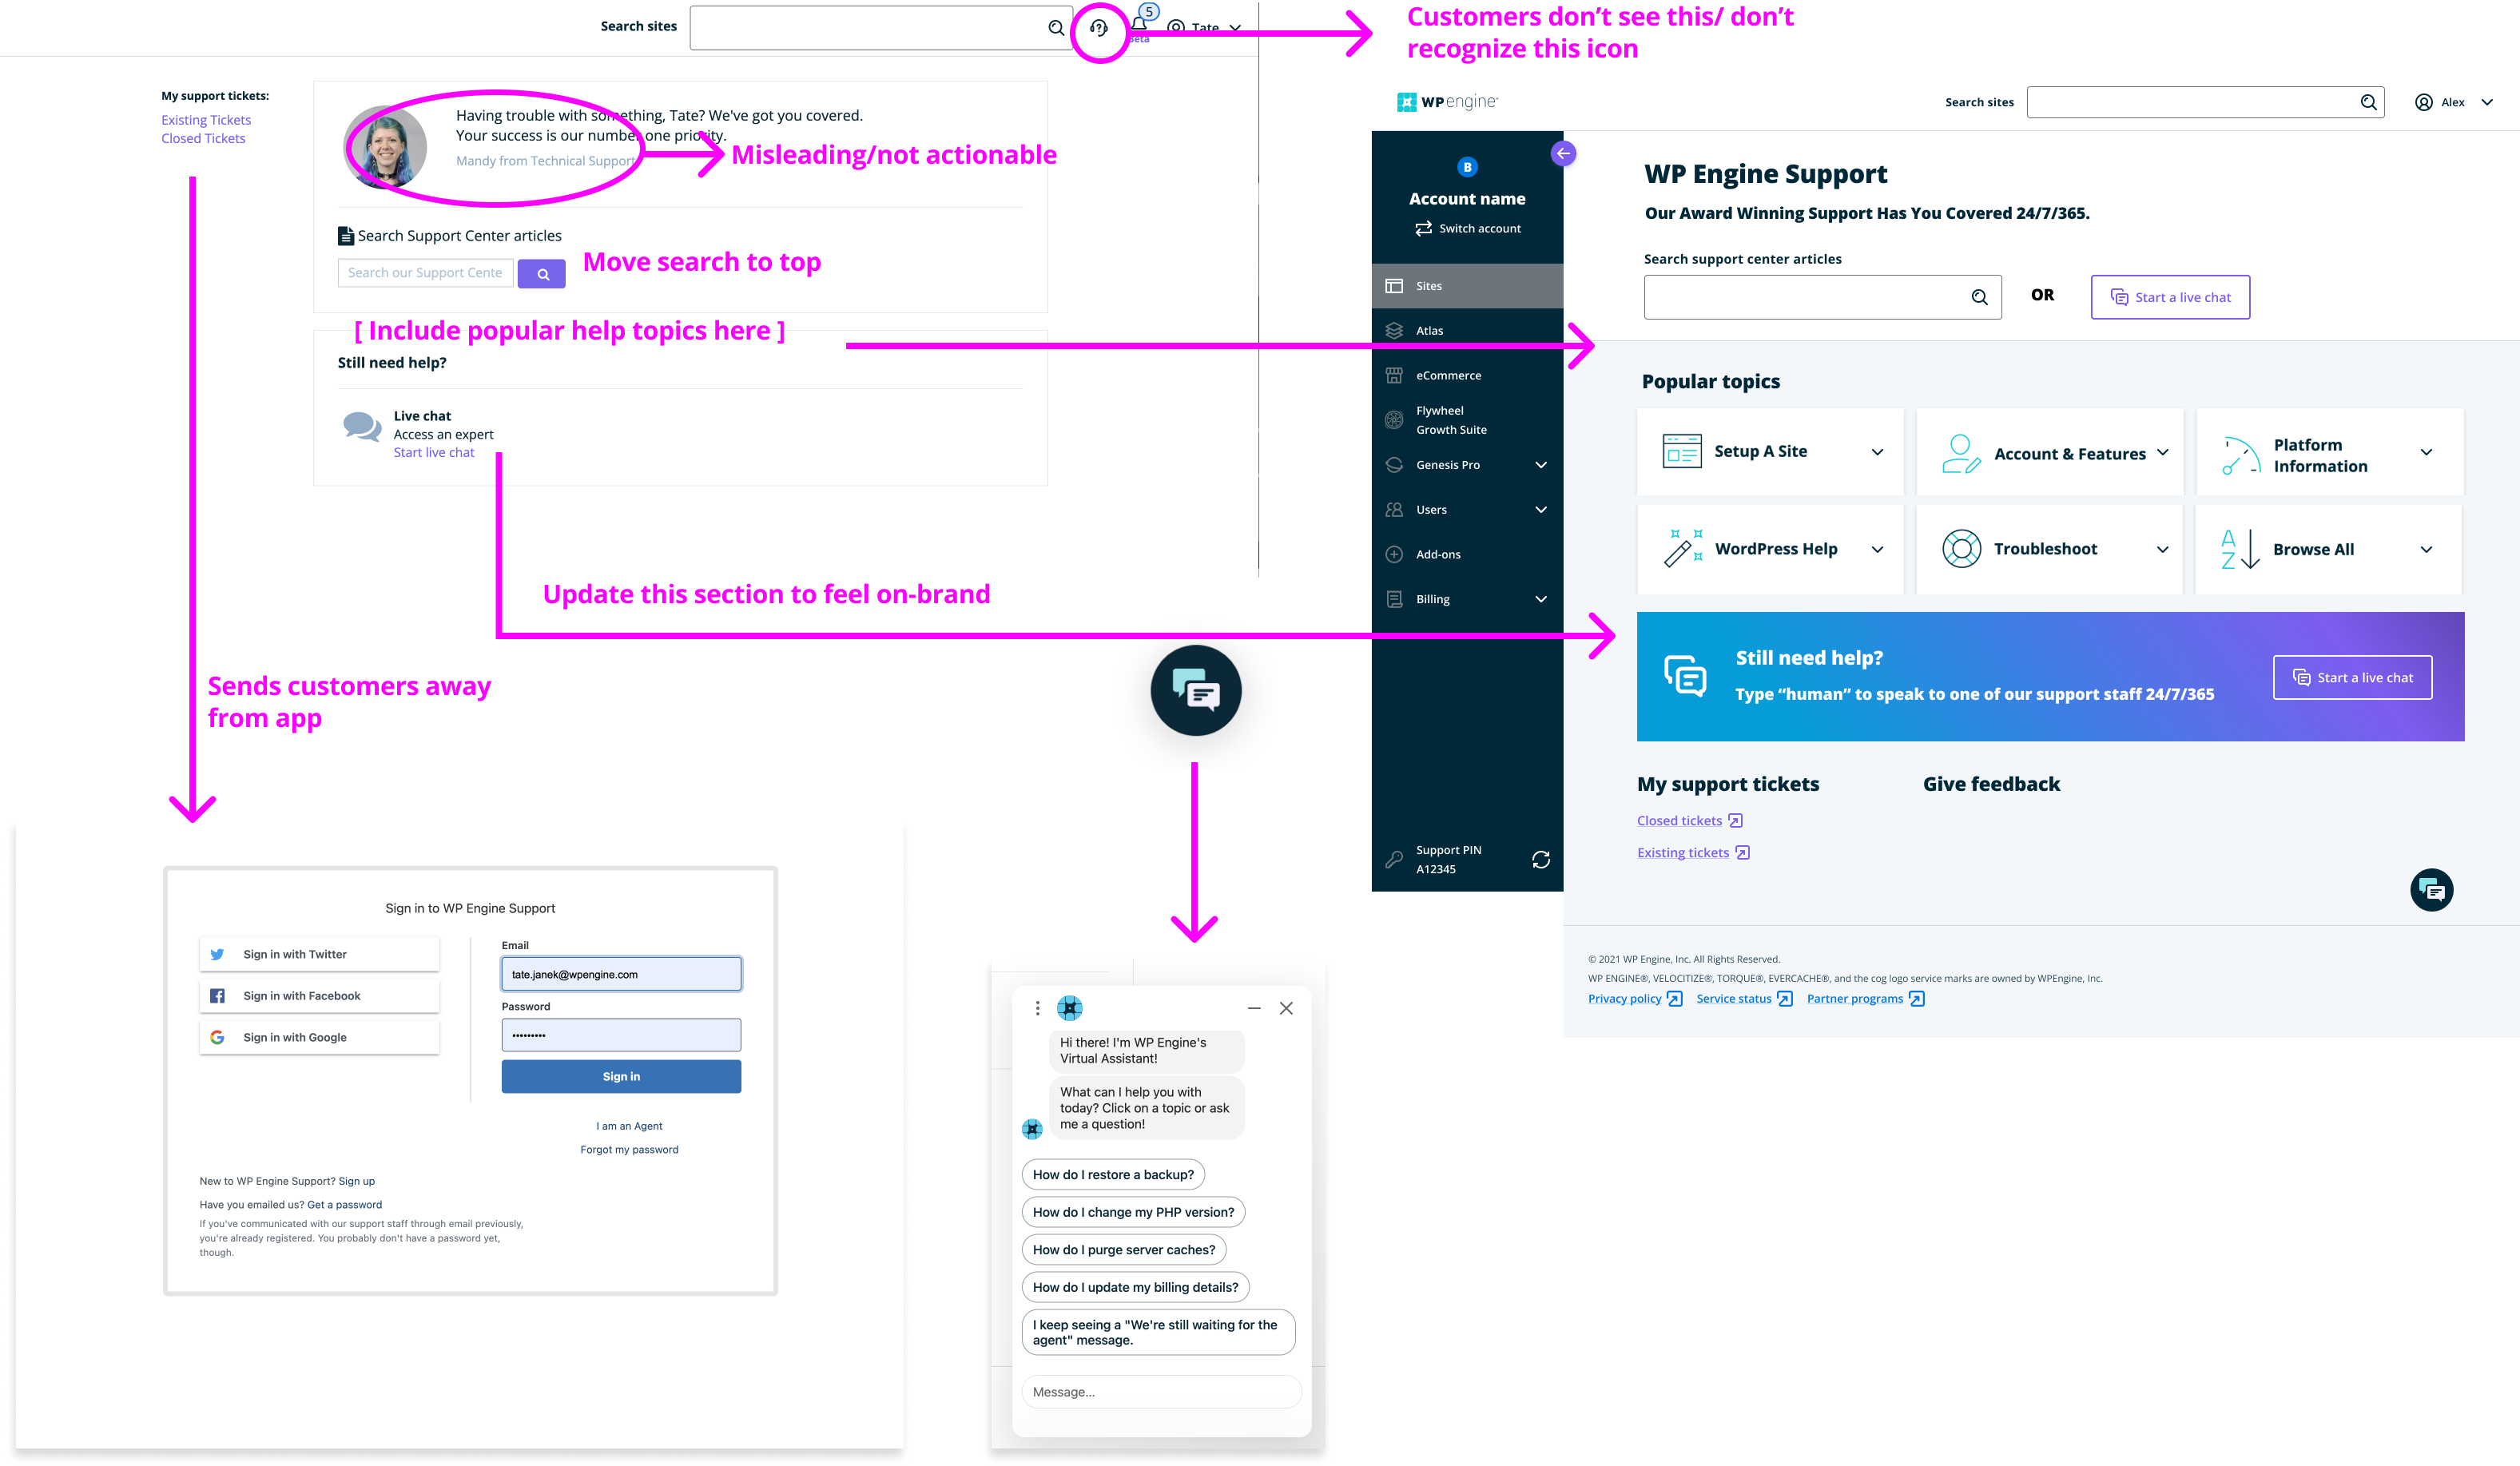 Search sites
5
Beta
Tate
Customers don't see this/ don't
recognize this icon
My support tickets:
Existing Tickets
Closed Tickets
Having trouble with something, Tate? We've got you covered.
Your success is our number one priority.
Mandy from Technical Support
Misleading/not actionable
Search Support Center articles
Search our Support Cente
Move search to top
[ Include popular help topics here ]
Still need help?
Live chat
Access an expert
Start live chat
Update this section to feel on-brand
Sends customers away
from app
Sign in to WP Engine Support
Sign in with Twitter
Sign in with Facebook
Sign in with Google
Email
tate.janek@wpengine.com
Password
Sign in
I am an Agent
Forgot my password
New to WP Engine Support? Sign up
Have you emailed us? Get a password
If you've communicated with our support staff through email previously,
you're already registered. You probably don't have a password yet,
though.
Hi there! I'm WP Engine's
Virtual Assistant!
What can I help you with
today? Click on a topic or ask
me a question!
How do I restore a backup?
How do I change my PHP version?
How do I purge server caches?
How do I update my billing details?
I keep seeing a "We're still waiting for the
agent" message.
Message...
WP engine®
Search sites
Alex
B
Account name
Switch account
Sites
Atlas
eCommerce
Flywheel
Growth Suite
Genesis Pro
Users
Add-ons
Billing
Support PIN
A12345
WP Engine Support
Our Award Winning Support Has You Covered 24/7/365.
Search support center articles
OR
Start a live chat
Popular topics
Setup A Site
Account & Features
Platform
Information
WordPress Help
Troubleshoot
A
Z
Browse All
Still need help?
Type “human” to speak to one of our support staff 24/7/365
Start a live chat
My support tickets
Closed tickets
Existing tickets
Give feedback
© 2021 WP Engine, Inc. All Rights Reserved.
WP ENGINE®, VELOCITIZE®, TORQUE®, EVERCACHE®, and the cog logo service marks are owned by WPEngine, Inc.
Privacy policy
Service status
Partner programs